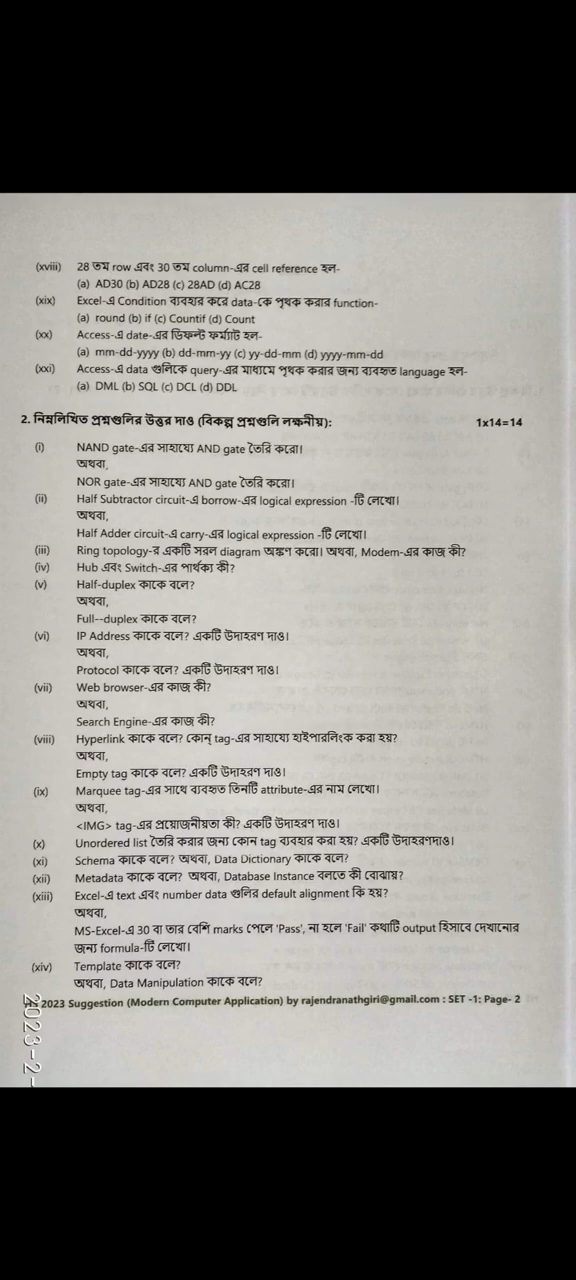 (xviii) 28 তম row এবং 30 তম column-এর cell reference হল-
(a) AD30 (b) AD28 (c) 28AD (d) AC28
(xix) Excel-এ Condition ব্যবহার করে data-কে পৃথক করার function-
(a) round (b) if (c) Countif (d) Count
(xx) Access-এ date-এর ডিফল্ট ফর্ম্যাট হল-
(a) mm-dd-yyyy (b) dd-mm-yy (c) yy-dd-mm (d) yyyy-mm-dd
(xxi) Access-এ data গুলিকে query-এর মাধ্যমে পৃথক করার জন্য ব্যবহৃত language হল-
(a) DML (b) SQL (c) DCL (d) DDL
2. নিম্নলিখিত প্রশ্নগুলির উত্তর দাও (বিকল্প প্রশ্নগুলি লক্ষনীয়): 1x14=14
(i) NAND gate-এর সাহায্যে AND gate তৈরি করো।
অথবা,
NOR gate-এর সাহায্যে AND gate তৈরি করো।
(ii) Half Subtractor circuit-এ borrow-এর logical expression -টি লেখো।
অথবা,
Half Adder circuit-এ carry-এর logical expression -টি লেখো।
(iii) Ring topology-র একটি সরল diagram অঙ্কণ করো। অথবা, Modem-এর কাজ কী?
(iv) Hub এবং Switch-এর পার্থক্য কী?
(v) Half-duplex কাকে বলে?
অথবা,
Full--duplex কাকে বলে?
(vi) IP Address কাকে বলে? একটি উদাহরণ দাও।
অথবা,
Protocol কাকে বলে? একটি উদাহরণ দাও।
(vii) Web browser-এর কাজ কী?
অথবা,
Search Engine-এর কাজ কী?
(viii) Hyperlink কাকে বলে? কোন্ tag-এর সাহায্যে হাইপারলিংক করা হয়?
অথবা,
Empty tag কাকে বলে? একটি উদাহরণ দাও।
(ix) Marquee tag-এর সাথে ব্যবহৃত তিনটি attribute-এর নাম লেখো।
অথবা,
<IMG> tag-এর প্রয়োজনীয়তা কী? একটি উদাহরণ দাও।
(x) Unordered list তৈরি করার জন্য কোন tag ব্যবহার করা হয়? একটি উদাহরণদাও।
(xi) Schema কাকে বলে? অথবা, Data Dictionary কাকে বলে?
(xii) Metadata কাকে বলে? অথবা, Database Instance বলতে কী বোঝায়?
(xiii) Excel-এ text এবং number data গুলির default alignment কি হয়?
অথবা,
MS-Excel-এ 30 বা তার বেশি marks পেলে 'Pass', না হলে 'Fail' কথাটি output হিসাবে দেখানোর
জন্য formula-টি লেখো।
(xiv) Template কাকে বলে?
অথবা, Data Manipulation কাকে বলে?
2023 Suggestion (Modern Computer Application) by rajendranathgiri@gmail.com : SET -1: Page- 2
2023-2-